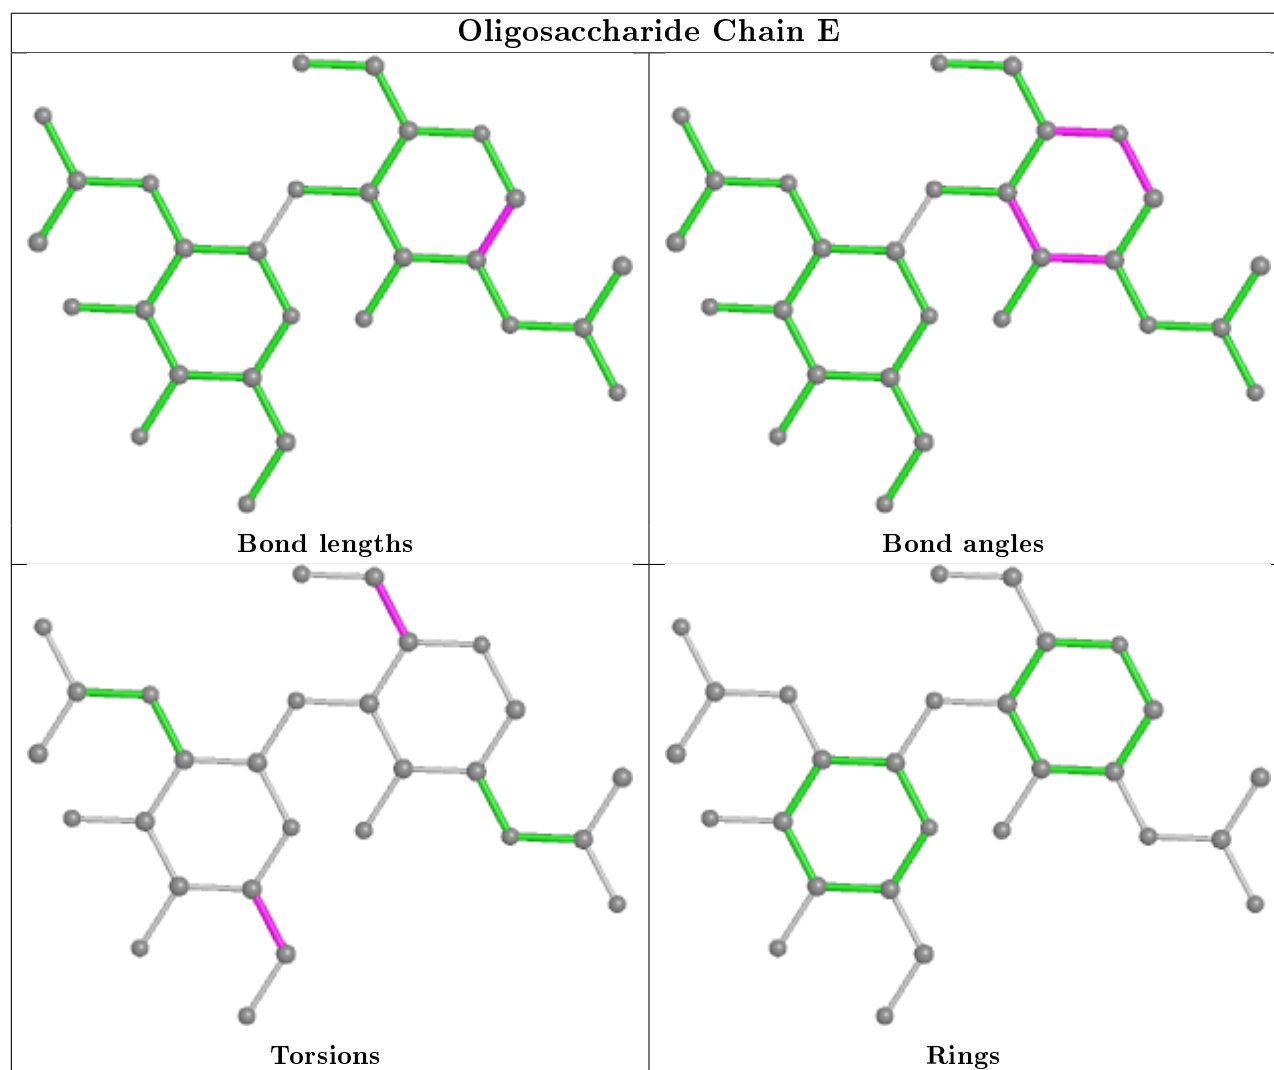 Oligosaccharide Chain E
Bond lengths
Bond angles
Torsions
Rings